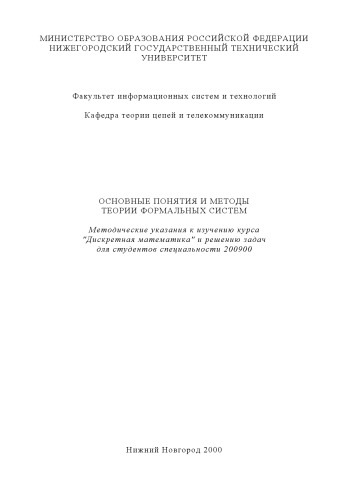 МИНИСТЕРСТВО ОБРАЗОВАНИЯ РОССИЙСКОЙ ФЕДЕРАЦИИ
НИЖЕГОРОДСКИЙ ГОСУДАРСТВЕННЫЙ ТЕХНИЧЕСКИЙ
УНИВЕРСИТЕТ
Факультет информационных систем и технологий
Кафедра теории цепей и телекоммуникации
ОСНОВНЫЕ ПОНЯТИЯ И МЕТОДЫ
ТЕОРИИ ФОРМАЛЬНЫХ СИСТЕМ
Методические указания к изучению курса
"Дискретная математика" и решению задач
для студентов специальности 200900
Нижний Новгород 2000